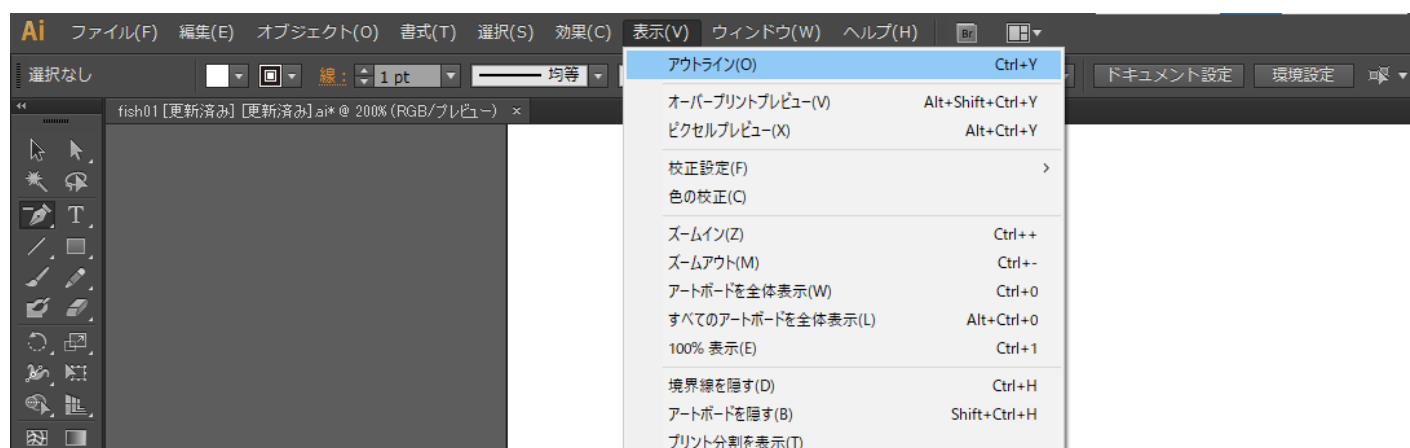 Ai ファイル(F) 編集(E) オブジェクト(O) 書式(T) 選択(S) 効果(C) 表示(V) ウィンドウ(W) ヘルプ(H) Br
選択なし 線: 1 pt 均等 ドキュメント設定 環境設定
fish01 [更新済み] [更新済み].ai* @ 200% (RGB/プレビュー) ×
アウトライン(O) Ctrl+Y
オーバープリントプレビュー(V) Alt+Shift+Ctrl+Y
ピクセルプレビュー(X) Alt+Ctrl+Y
校正設定(F)
色の校正(C)
ズームイン(Z) Ctrl++
ズームアウト(M) Ctrl+-
アートボードを全体表示(W) Ctrl+0
すべてのアートボードを全体表示(L) Alt+Ctrl+0
100% 表示(E) Ctrl+1
境界線を隠す(D) Ctrl+H
アートボードを隠す(B) Shift+Ctrl+H
プリント分割を表示(T)